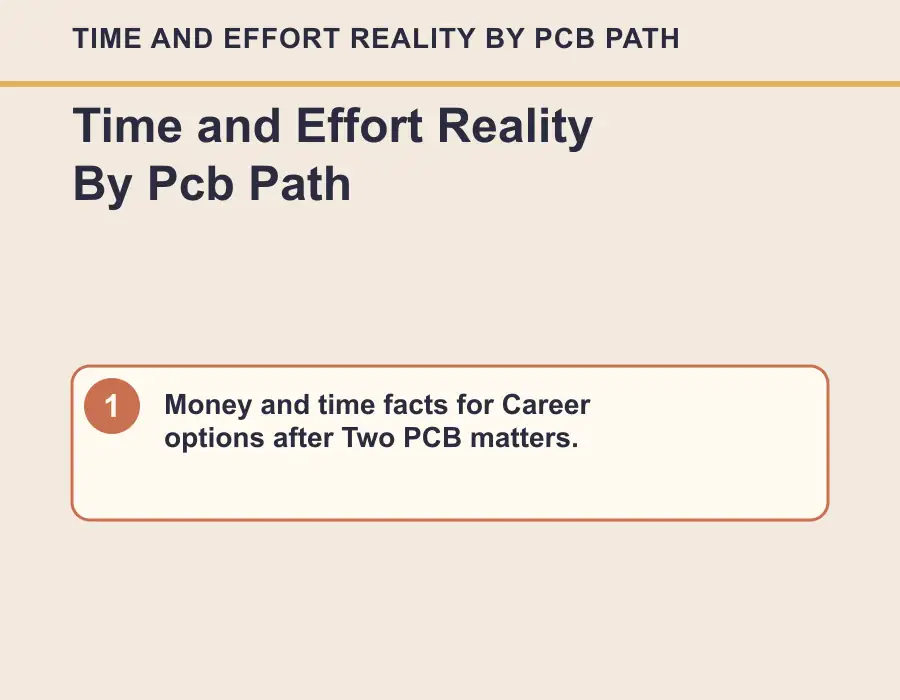 TIME AND EFFORT REALITY BY PCB PATH
Time and Effort Reality
By Pcb Path
1
Money and time facts for Career
options after Two PCB matters.